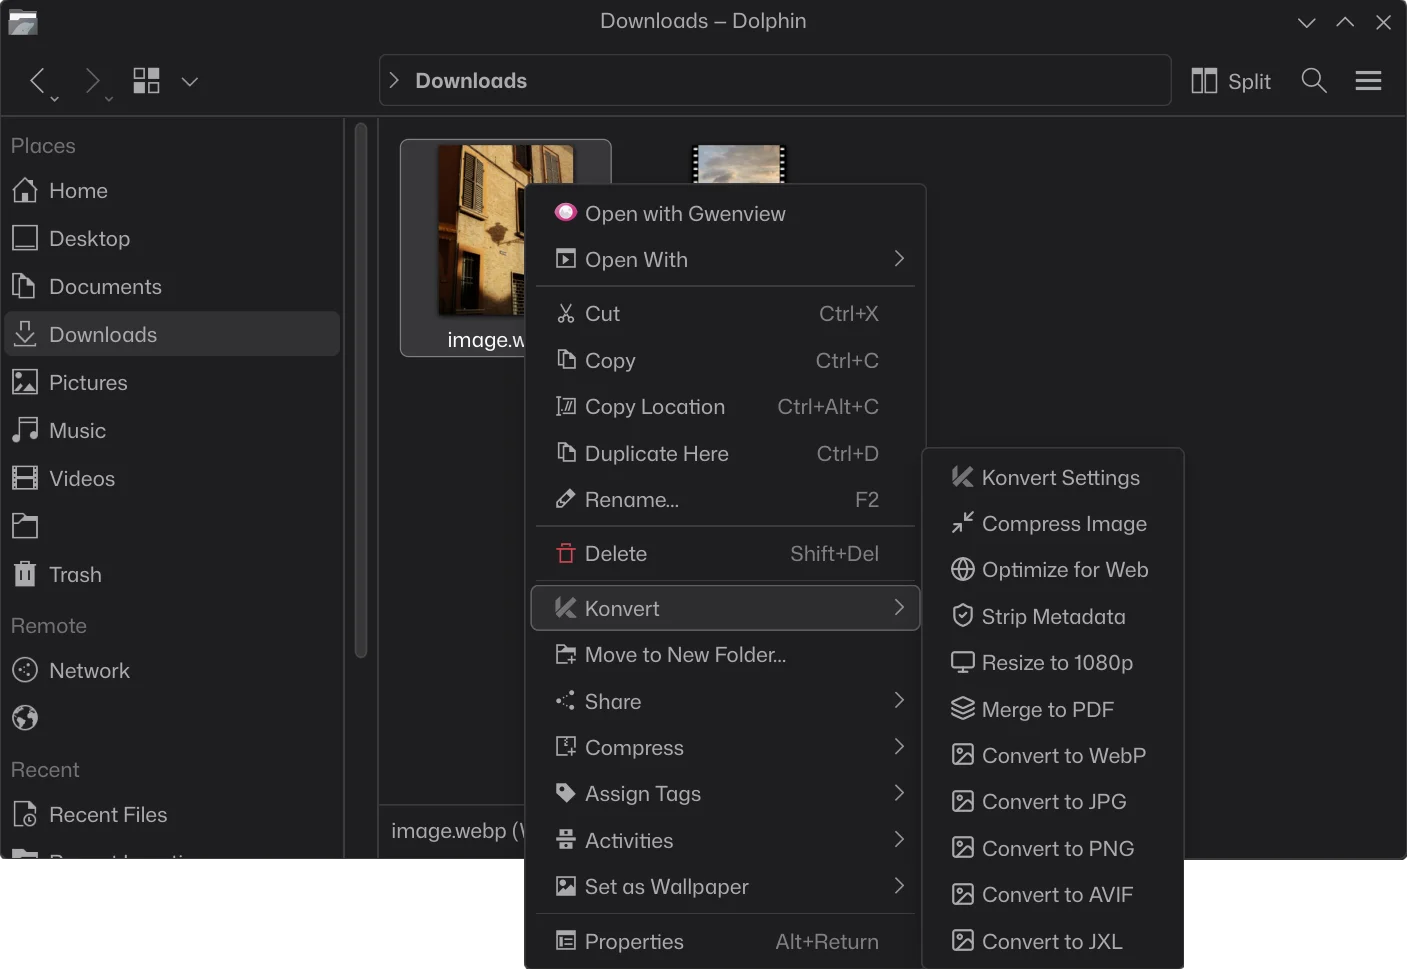 Downloads – Dolphin
Downloads
Split
Places
Home
Desktop
Documents
Downloads
Pictures
Music
Videos
Trash
Remote
Network
Recent
Recent Files
image.w
image.webp (
Open with Gwenview
Open With
Cut Ctrl+X
Copy Ctrl+C
Copy Location Ctrl+Alt+C
Duplicate Here Ctrl+D
Rename... F2
Delete Shift+Del
Konvert
Move to New Folder...
Share
Compress
Assign Tags
Activities
Set as Wallpaper
Properties Alt+Return
Konvert Settings
Compress Image
Optimize for Web
Strip Metadata
Resize to 1080p
Merge to PDF
Convert to WebP
Convert to JPG
Convert to PNG
Convert to AVIF
Convert to JXL